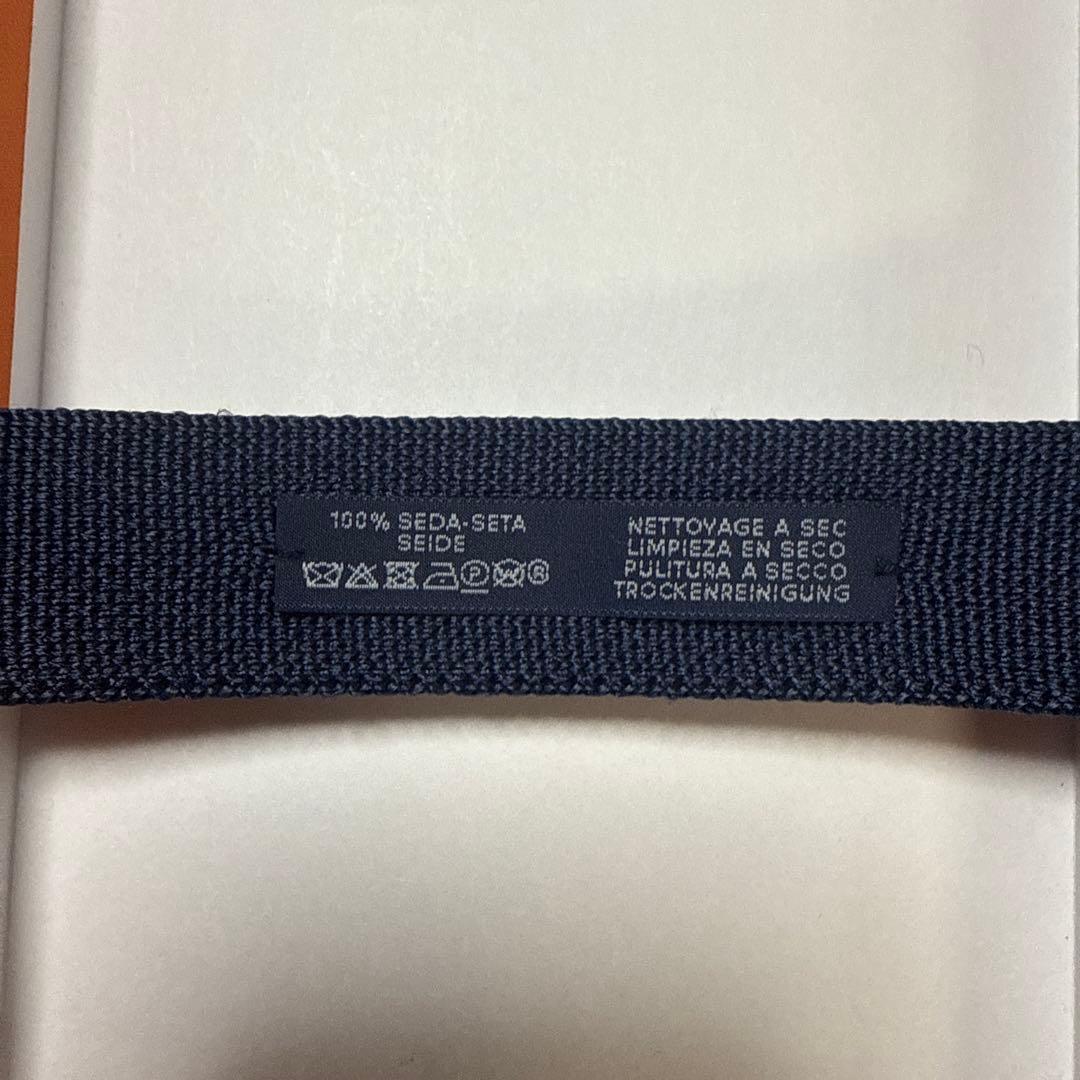 100% SEDA-SETA
SEIDE
P W ®
NETTOYAGE A SEC
LIMPIEZA EN SECO
PULITURA A SECCO
TROCKENREINIGUNG